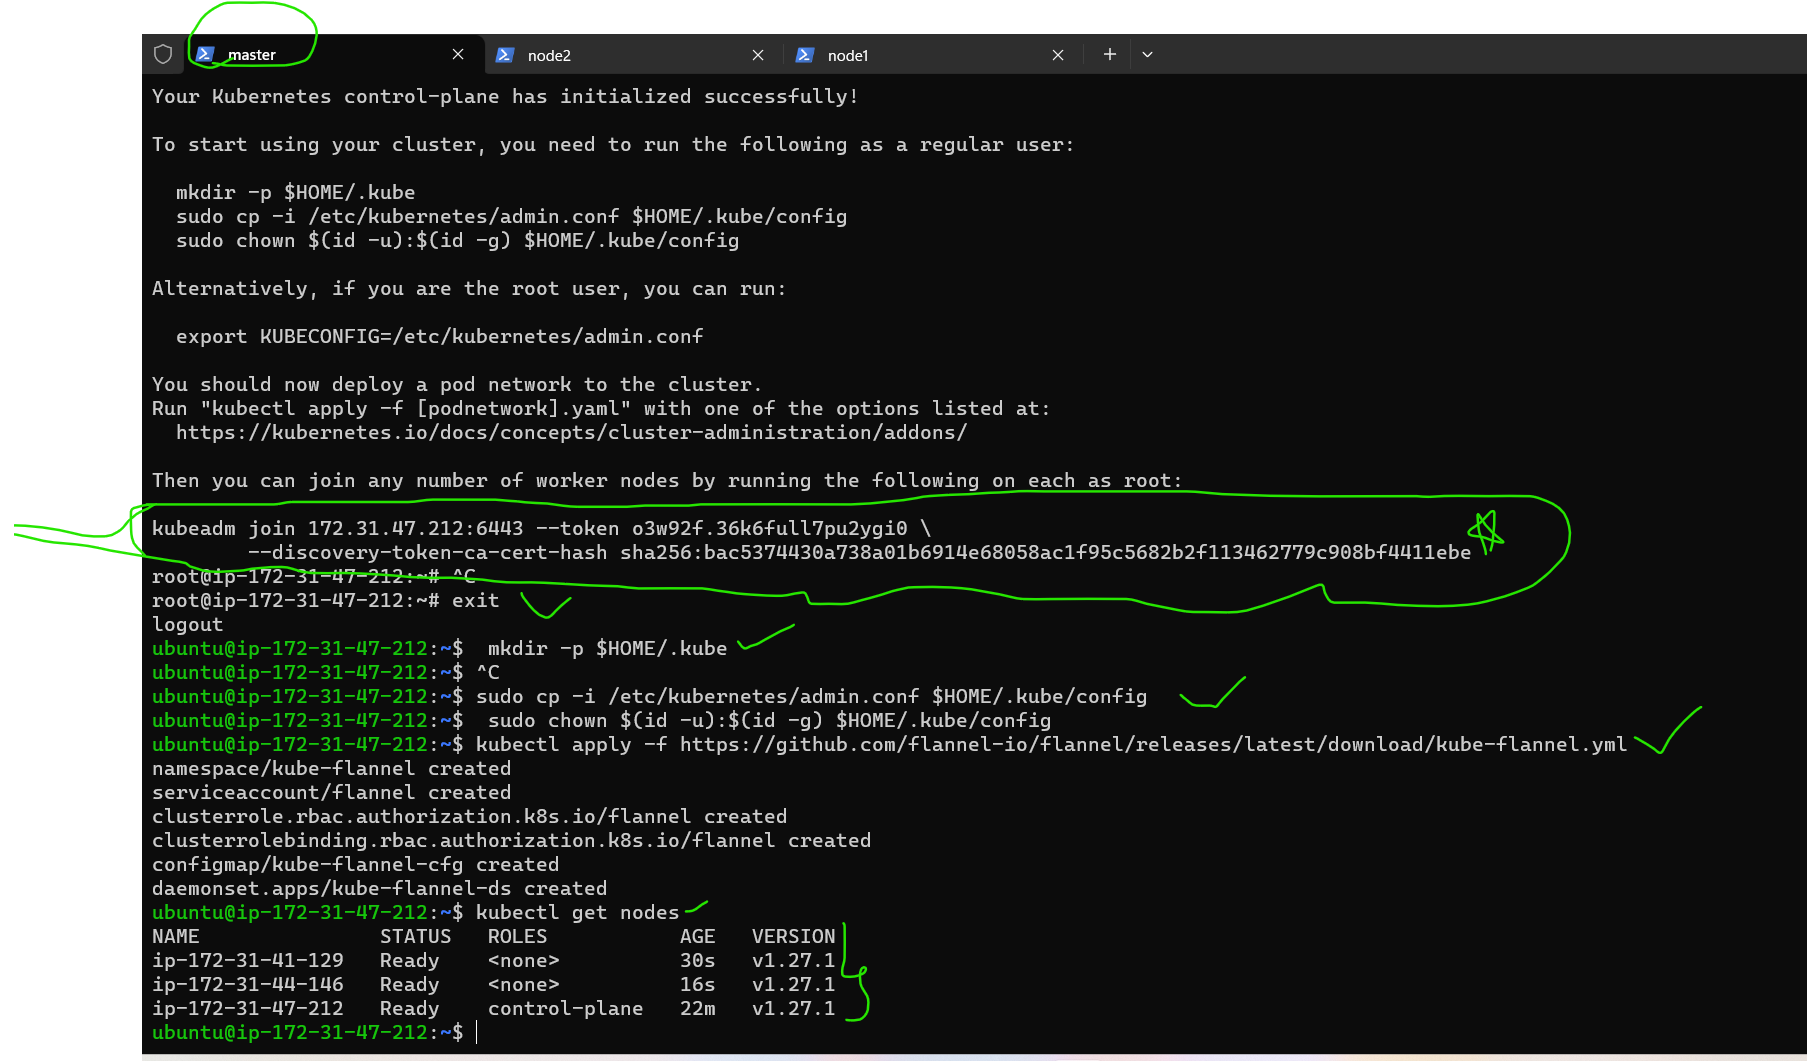 master
node2
node1
Your Kubernetes control-plane has initialized successfully!
To start using your cluster, you need to run the following as a regular user:
mkdir -p $HOME/.kube
sudo cp -i /etc/kubernetes/admin.conf $HOME/.kube/config
sudo chown $(id -u):$(id -g) $HOME/.kube/config
Alternatively, if you are the root user, you can run:
export KUBECONFIG=/etc/kubernetes/admin.conf
You should now deploy a pod network to the cluster.
Run "kubectl apply -f [podnetwork].yaml" with one of the options listed at:
https://kubernetes.io/docs/concepts/cluster-administration/addons/
Then you can join any number of worker nodes by running the following on each as root:
kubeadm join 172.31.47.212:6443 --token o3w92f.36k6full7pu2ygi0 \
--discovery-token-ca-cert-hash sha256:bac5374430a738a01b6914e68058ac1f95c5682b2f113462779c908bf4411ebe
root@ip-172-31-47-212:~# ^C
root@ip-172-31-47-212:~# exit
logout
ubuntu@ip-172-31-47-212:~$  mkdir -p $HOME/.kube
ubuntu@ip-172-31-47-212:~$ ^C
ubuntu@ip-172-31-47-212:~$ sudo cp -i /etc/kubernetes/admin.conf $HOME/.kube/config
ubuntu@ip-172-31-47-212:~$  sudo chown $(id -u):$(id -g) $HOME/.kube/config
ubuntu@ip-172-31-47-212:~$ kubectl apply -f https://github.com/flannel-io/flannel/releases/latest/download/kube-flannel.yml
namespace/kube-flannel created
serviceaccount/flannel created
clusterrole.rbac.authorization.k8s.io/flannel created
clusterrolebinding.rbac.authorization.k8s.io/flannel created
configmap/kube-flannel-cfg created
daemonset.apps/kube-flannel-ds created
ubuntu@ip-172-31-47-212:~$ kubectl get nodes
NAME STATUS ROLES AGE VERSION
ip-172-31-41-129 Ready <none> 30s v1.27.1
ip-172-31-44-146 Ready <none> 16s v1.27.1
ip-172-31-47-212 Ready control-plane 22m v1.27.1
ubuntu@ip-172-31-47-212:~$